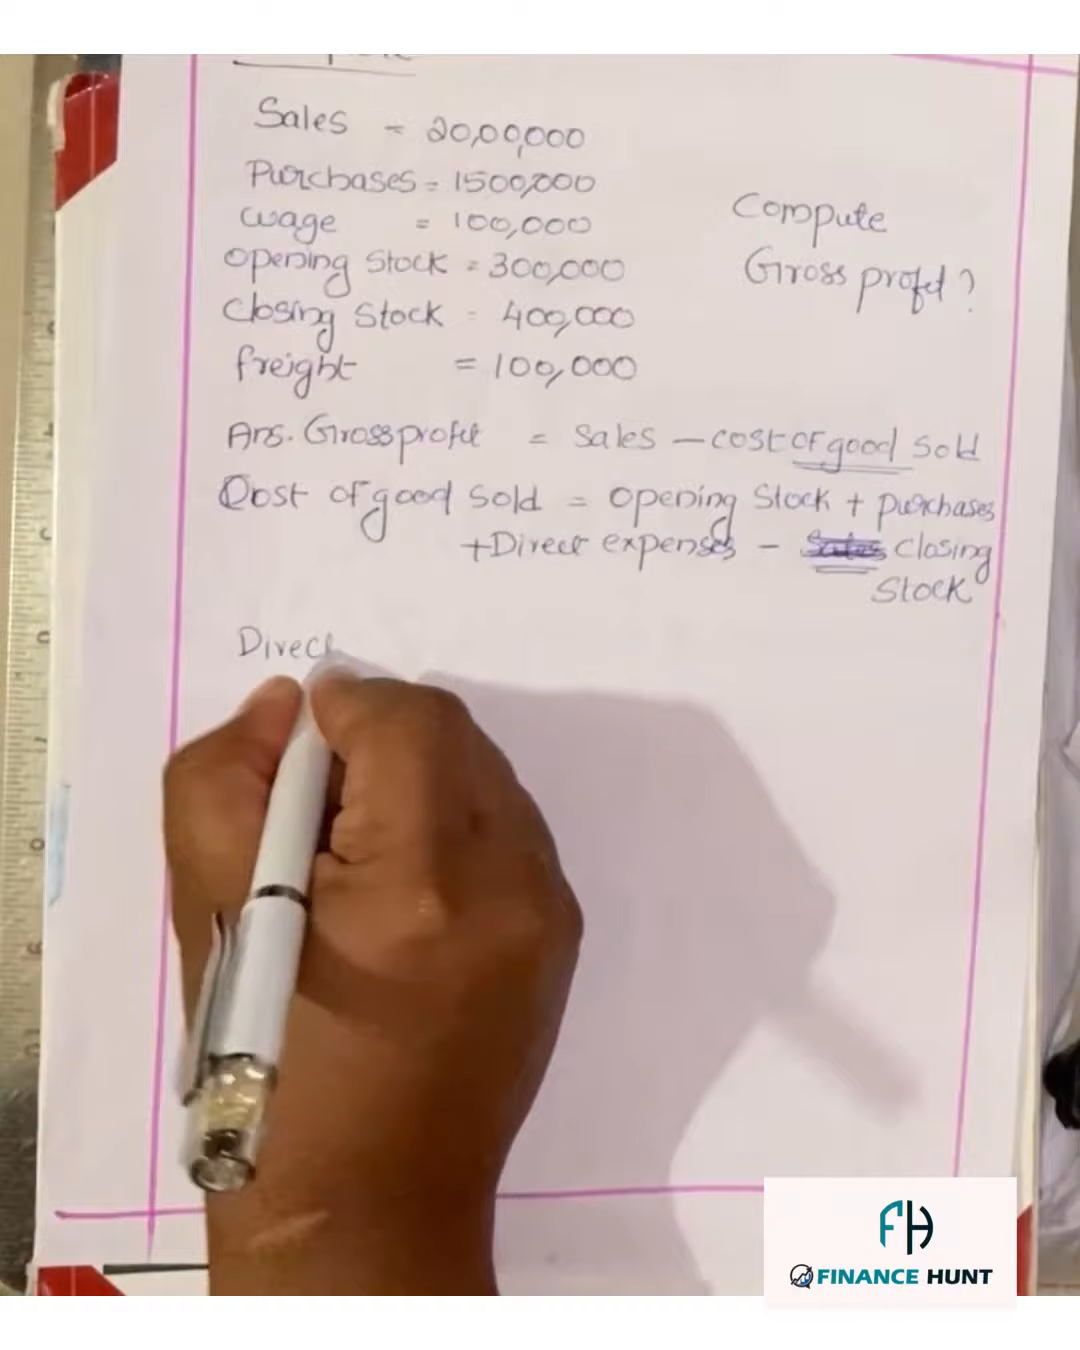 Sales = 20,00,000
Purchases = 1500,000
wage = 100,000
Opening Stock = 300,000
Closing Stock = 400,000
freight = 100,000
Compute
Gross profit ?
Ans. Gross profit = Sales — cost of good sold
Cost of good sold = Opening Stock + purchases
+ Direct expenses — Sales closing
Stock
Direct
FH
FINANCE HUNT